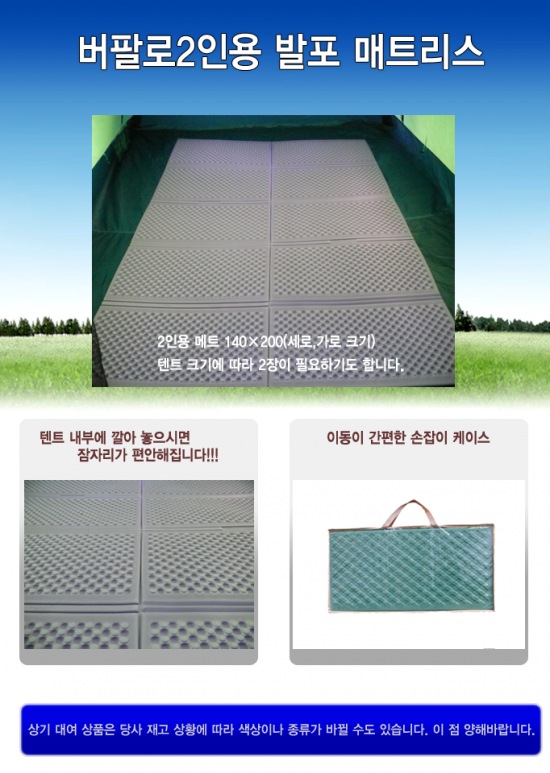 버팔로2인용 발포 매트리스
2인용 메트 140×200(세로,가로 크기)
텐트 크기에 따라 2장이 필요하기도 합니다.
텐트 내부에 깔아 놓으시면
잠자리가 편안해집니다!!!
이동이 간편한 손잡이 케이스
상기 대여 상품은 당사 재고 상황에 따라 색상이나 종류가 바뀔 수도 있습니다. 이 점 양해바랍니다.